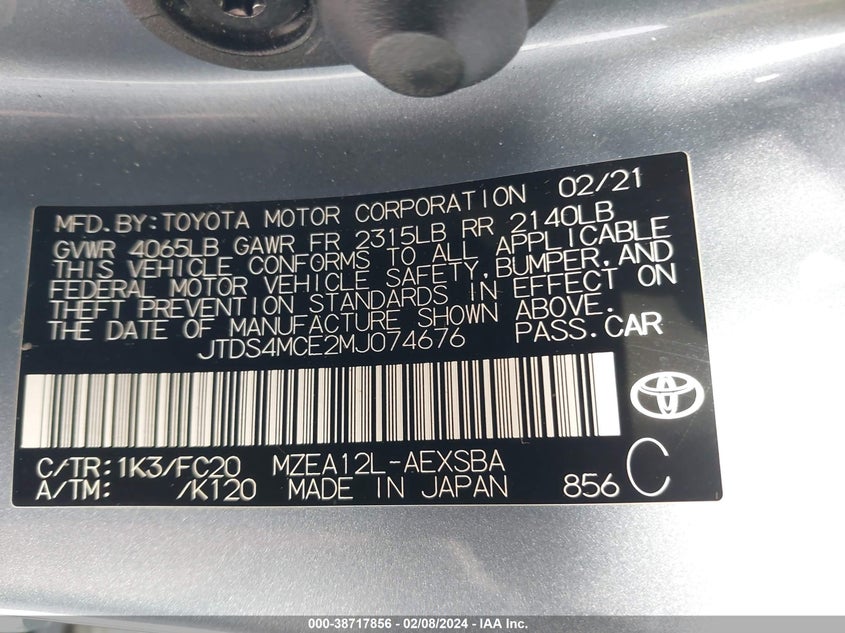 MFD.BY:TOYOTA MOTOR CORPORATION 02/21
GVWR 4065LB GAWR FR 2315LB RR 2140LB
THIS VEHICLE CONFORMS TO ALL APPLICABLE
FEDERAL MOTOR VEHICLE SAFETY,BUMPER,AND
THEFT PREVENTION STANDARDS IN EFFECT ON
THE DATE OF MANUFACTURE SHOWN ABOVE.
JTDS4MCE2MJ074676 PASS.CAR
C/TR:1K3/FC20 MZEA12L-AEXSBA
A/TM: /K120 MADE IN JAPAN 856 C
000-38717856 - 02/08/2024 - IAA Inc.